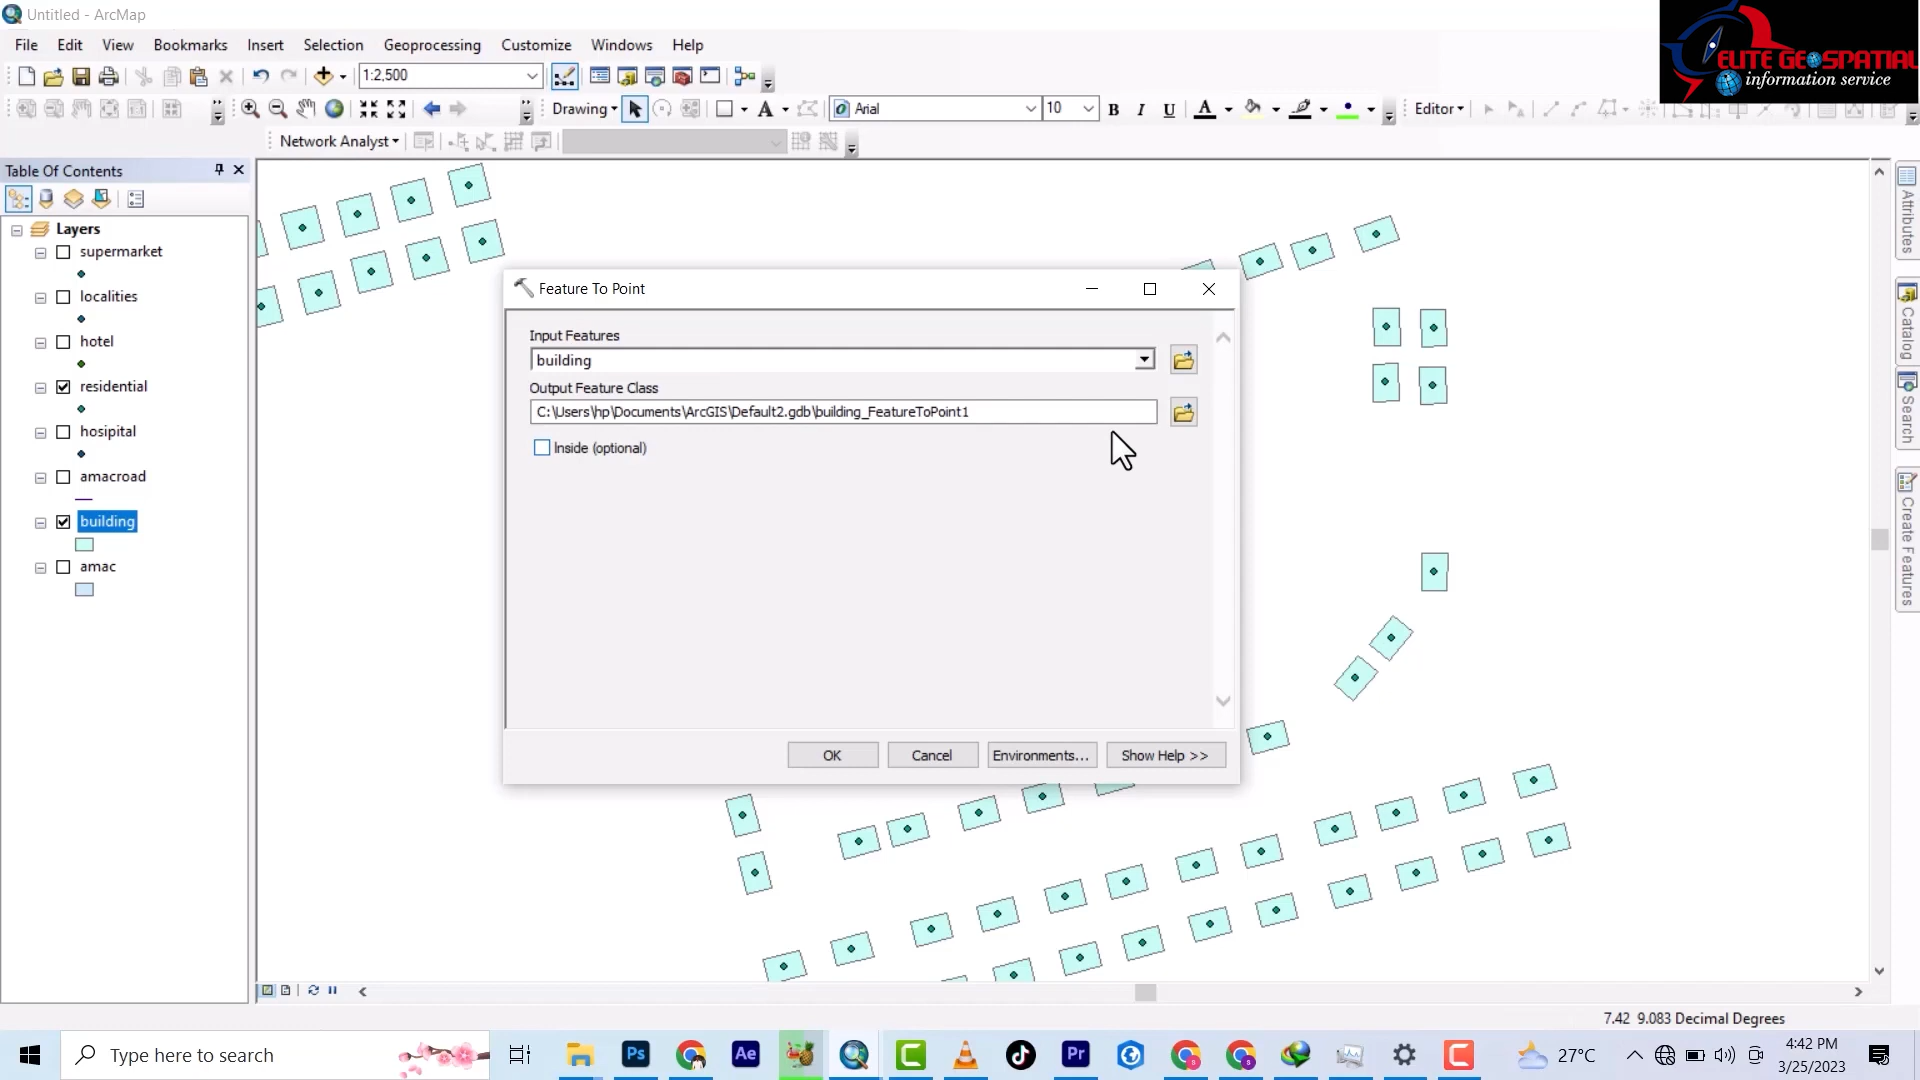 Untitled - ArcMap
ELITE GEOSPATIAL
information service
File Edit View Bookmarks Insert Selection Geoprocessing Customize Windows Help
1:2,500
Drawing A Arial 10 B I U A Editor
Network Analyst
Table Of Contents
Layers
supermarket
localities
hotel
residential
hosipital
amacroad
building
amac
Feature To Point
Input Features
building
Output Feature Class
C:\Users\hp\Documents\ArcGIS\Default2.gdb\building_FeatureToPoint1
Inside (optional)
OK Cancel Environments... Show Help >>
Attributes
Catalog
Search
Create Features
7.42 9.083 Decimal Degrees
Type here to search
Ps Ae Pr
27°C
4:42 PM
3/25/2023